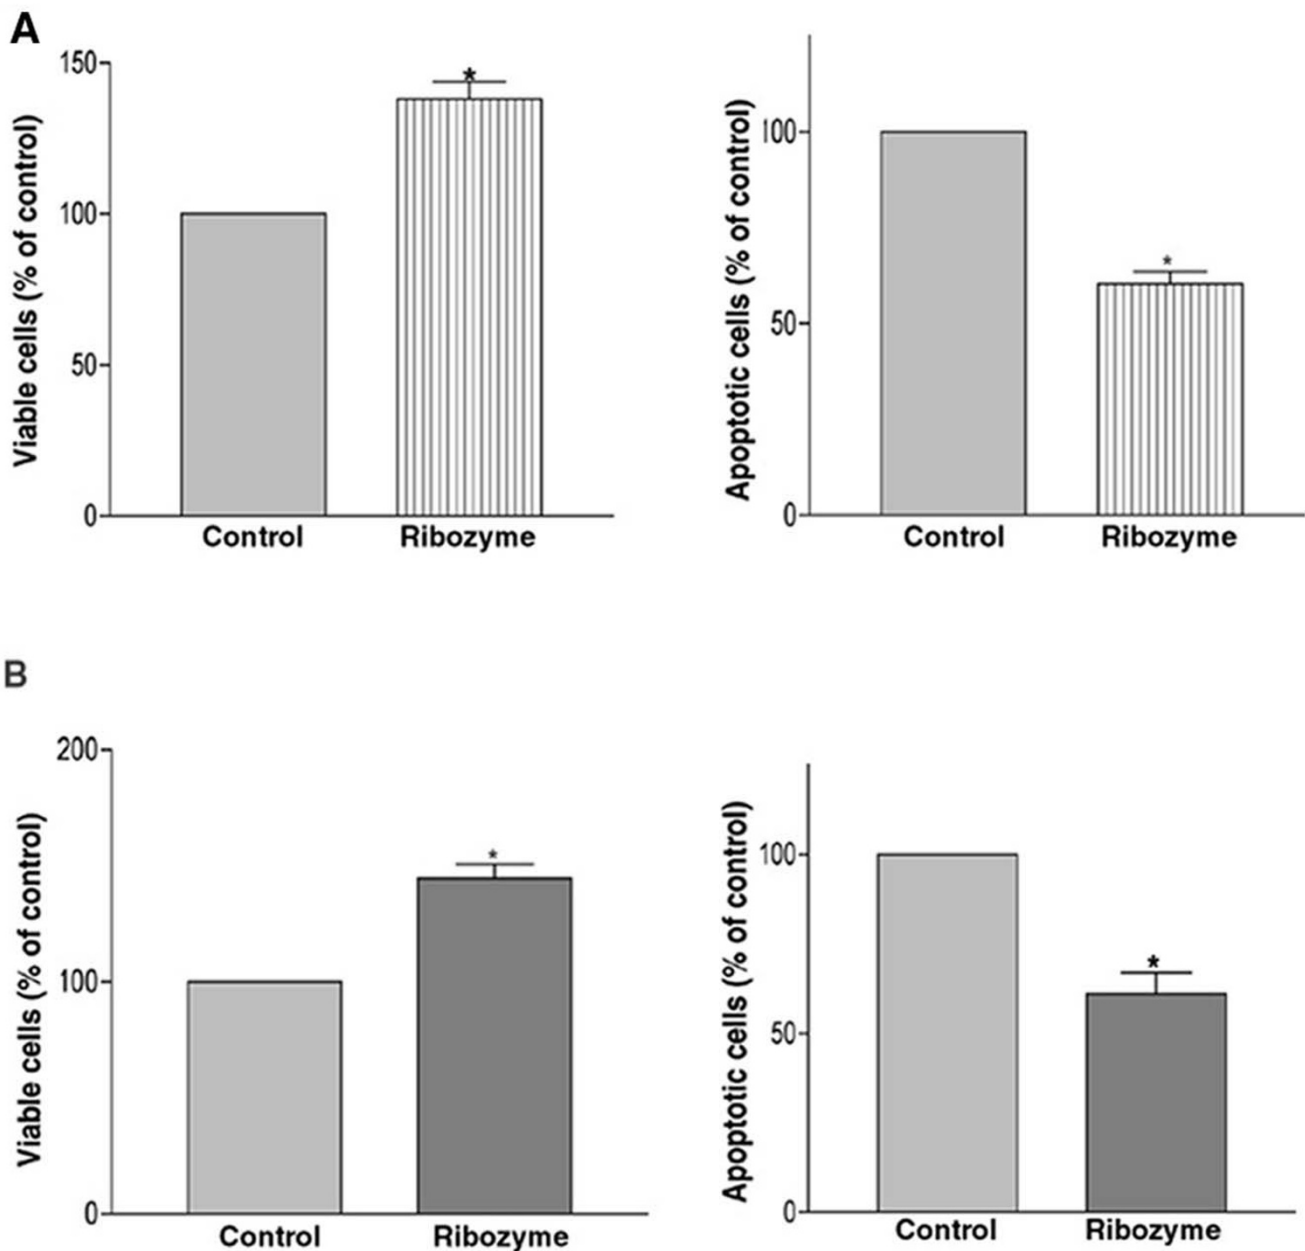 A
Viable cells (% of control)
150
100
50
0
*
Control Ribozyme
Apoptotic cells (% of control)
100
50
0
*
Control Ribozyme
B
Viable cells (% of control)
200
100
0
*
Control Ribozyme
Apoptotic cells (% of control)
100
50
0
*
Control Ribozyme